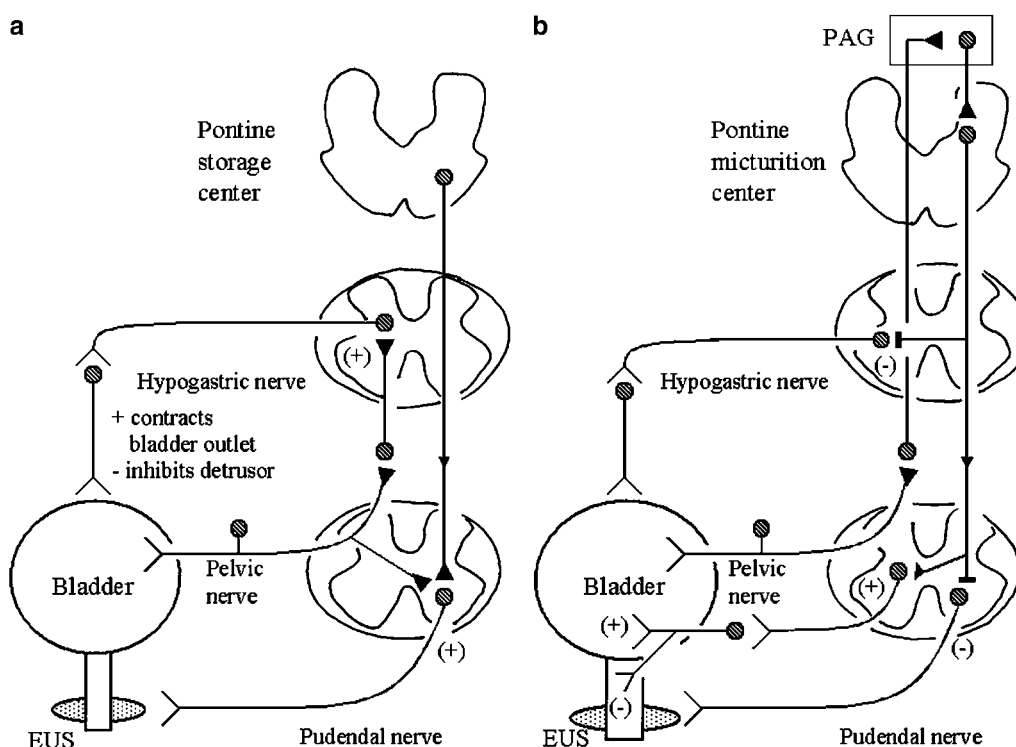 a
Pontine
storage
center
(+)
Hypogastric nerve
+ contracts
bladder outlet
- inhibits detrusor
Bladder
Pelvic
nerve
(+)
EUS
Pudendal nerve
b
PAG
Pontine
micturition
center
(-)
Hypogastric nerve
Bladder
Pelvic
nerve
(+)
(+)
(-)
(-)
EUS
Pudendal nerve